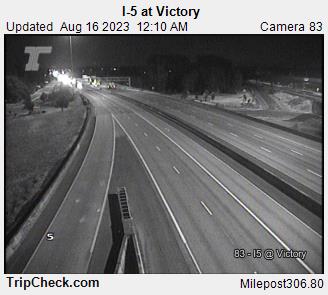 I-5 at Victory
Updated Aug 16 2023 12:10 AM Camera 83
T
S
83 - I5 @ Victory
TripCheck.com Milepost306.80